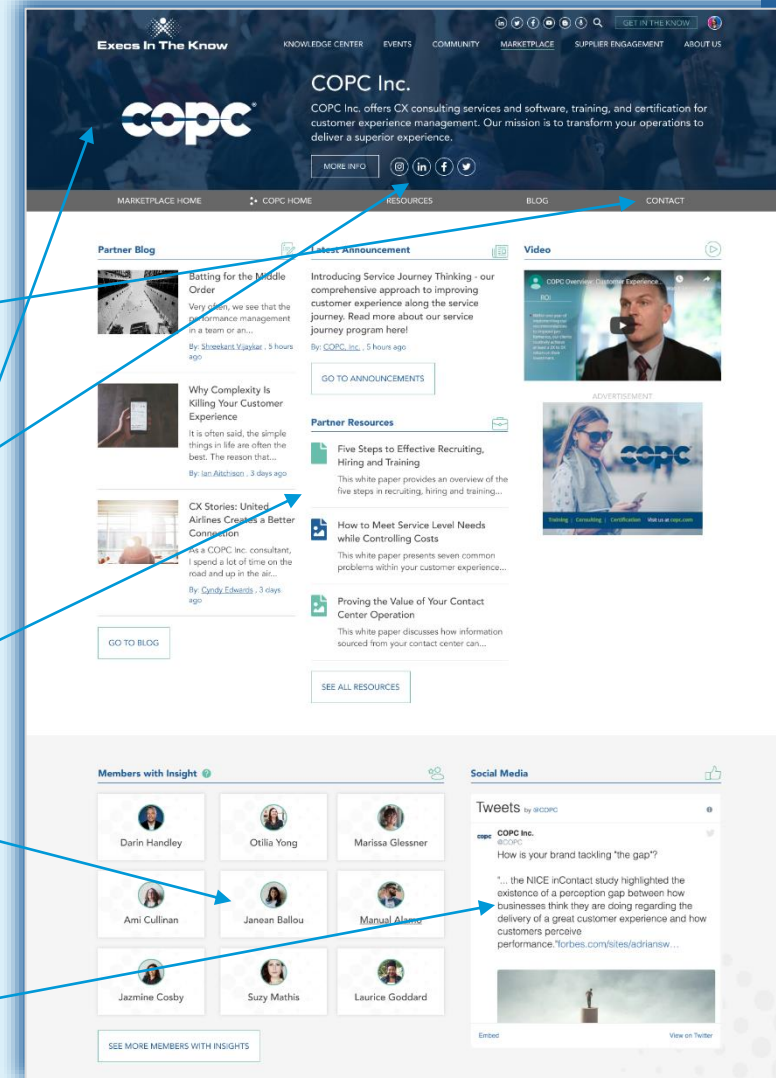 Execs In The Know
GET IN THE KNOW
KNOWLEDGE CENTER EVENTS COMMUNITY MARKETPLACE SUPPLIER ENGAGEMENT ABOUT US
copc
COPC Inc.
COPC Inc. offers CX consulting services and software, training, and certification for
customer experience management. Our mission is to transform your operations to
deliver a superior experience.
MORE INFO
MARKETPLACE HOME COPC HOME RESOURCES BLOG CONTACT
Partner Blog
Batting for the Middle
Order
Very often, we see that the
performance management
in a team or an...
By: Shreekant Vijaykar , 5 hours
ago
Why Complexity Is
Killing Your Customer
Experience
It is often said, the simple
things in life are often the
best. The reason that...
By: Ian Aitchison , 3 days ago
CX Stories: United
Airlines Creates a Better
Connection
As a COPC Inc. consultant,
I spend a lot of time on the
road and up in the air...
By: Cyndy Edwards , 3 days
ago
GO TO BLOG
Latest Announcement
Introducing Service Journey Thinking - our
comprehensive approach to improving
customer experience along the service
journey. Read more about our service
journey program here!
By: COPC, Inc. , 5 hours ago
GO TO ANNOUNCEMENTS
Partner Resources
Five Steps to Effective Recruiting,
Hiring and Training
This white paper provides an overview of the
five steps in recruiting, hiring and training...
How to Meet Service Level Needs
while Controlling Costs
This white paper presents seven common
problems within your customer experience...
Proving the Value of Your Contact
Center Operation
This white paper discusses how information
sourced from your contact center can...
SEE ALL RESOURCES
Video
COPC Overview: Customer Experience...
ROI
ADVERTISEMENT
copc
Training | Consulting | Certification Visit us at copc.com
Members with Insight
Darin Handley
Otilia Yong
Marissa Glessner
Ami Cullinan
Janean Ballou
Manual Alamo
Jazmine Cosby
Suzy Mathis
Laurice Goddard
SEE MORE MEMBERS WITH INSIGHTS
Social Media
Tweets by @COPC
copc COPC Inc.
@COPC
How is your brand tackling "the gap"?
"... the NICE inContact study highlighted the
existence of a perception gap between how
businesses think they are doing regarding the
delivery of a great customer experience and how
customers perceive
performance."forbes.com/sites/adriansw…
Embed View on Twitter